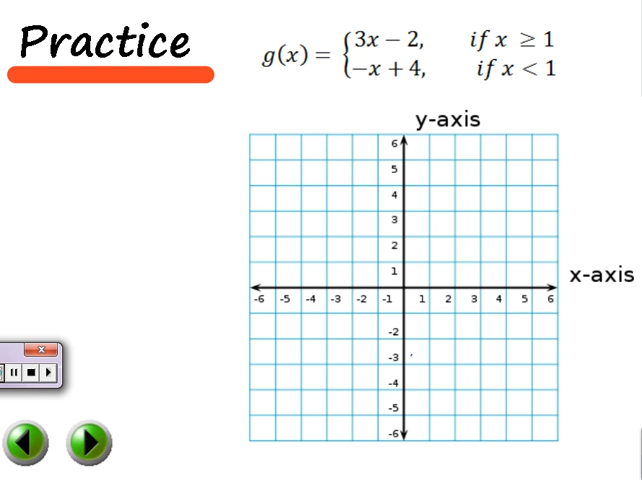 Practice
g(x) = { 3x − 2, if x ≥ 1
−x + 4, if x < 1
y-axis
6
5
4
3
2
1
x-axis
-6 -5 -4 -3 -2 -1 1 2 3 4 5 6
-2
-3
-4
-5
-6